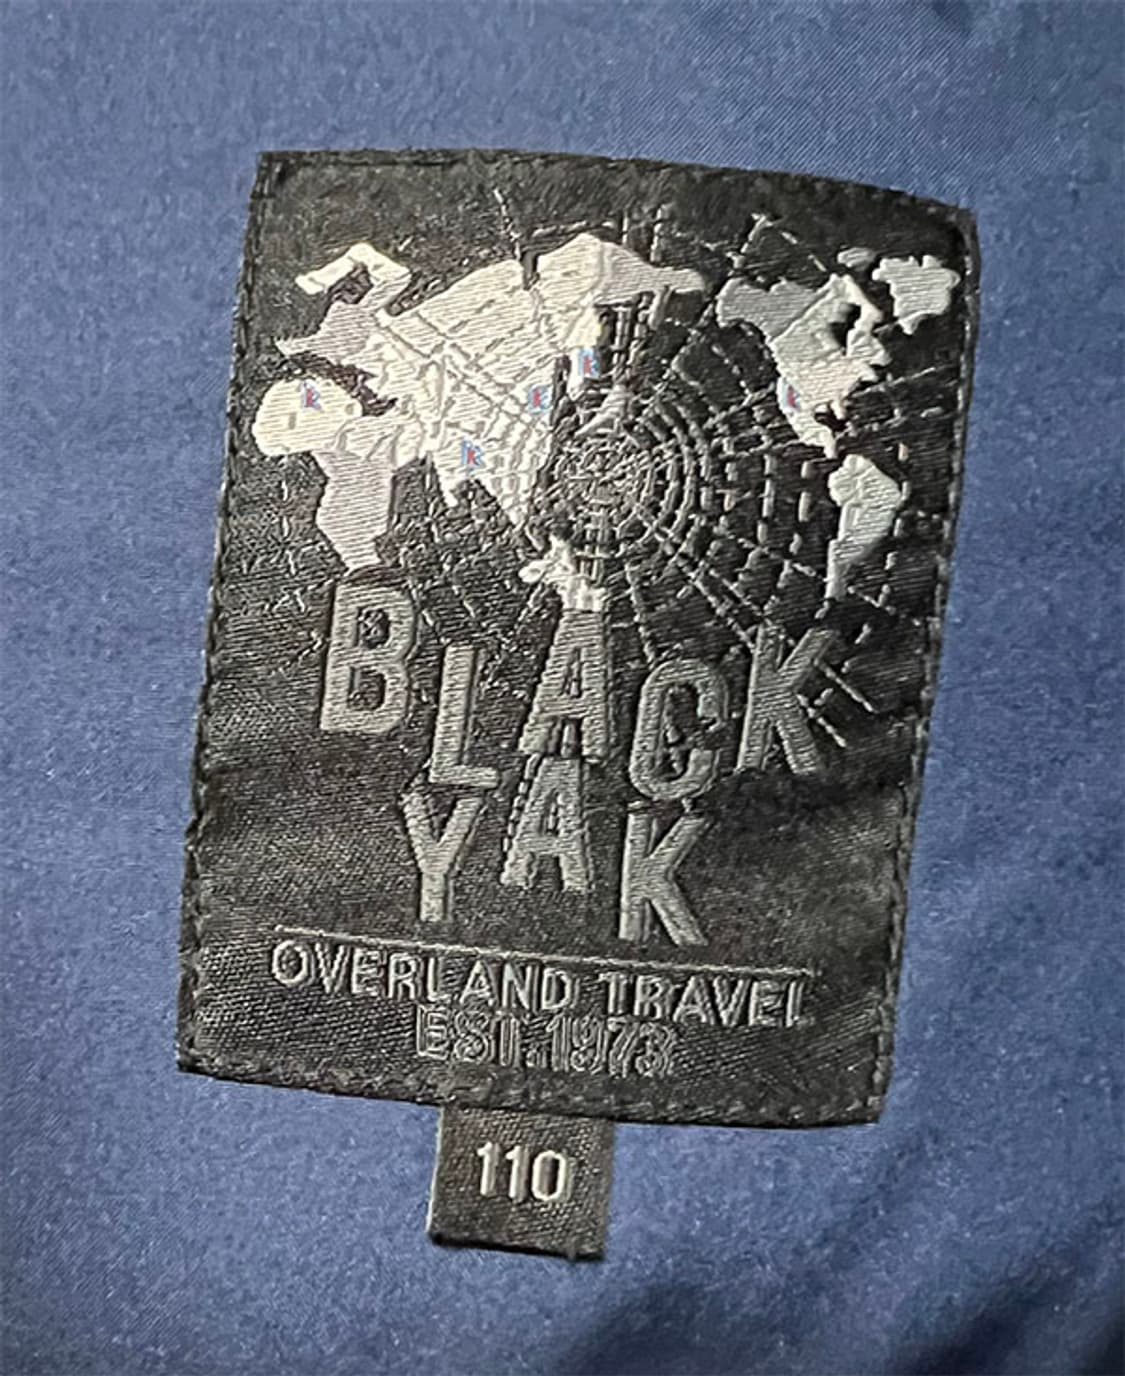 BLACK
YAK
OVERLAND TRAVEL
EST.1973
110